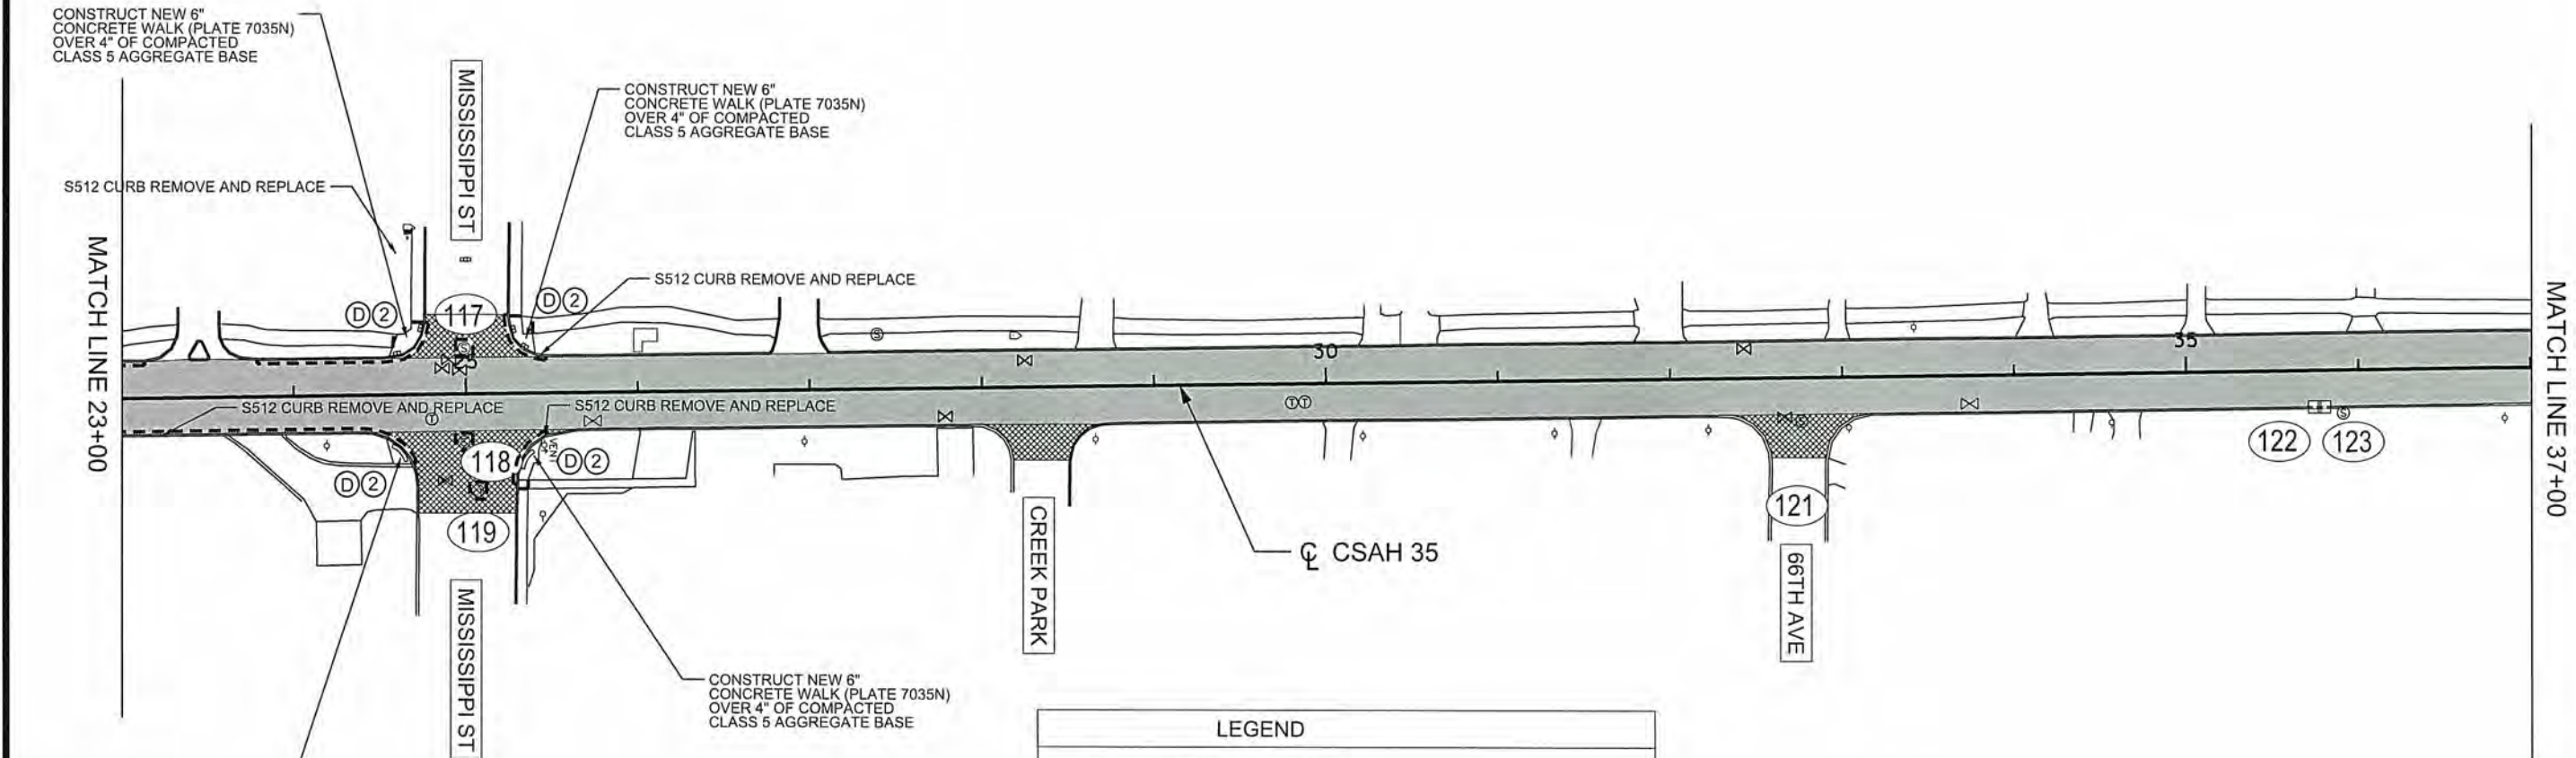 CONSTRUCT NEW 6"
CONCRETE WALK (PLATE 7035N)
OVER 4" OF COMPACTED
CLASS 5 AGGREGATE BASE
CONSTRUCT NEW 6"
CONCRETE WALK (PLATE 7035N)
OVER 4" OF COMPACTED
CLASS 5 AGGREGATE BASE
MISSISSIPPI ST
S512 CURB REMOVE AND REPLACE
MATCH LINE 23+00
S512 CURB REMOVE AND REPLACE
MATCH LINE 37+00
D 2
117
D 2
S
S
30
35
S512 CURB REMOVE AND REPLACE
T
S512 CURB REMOVE AND REPLACE
TT
S
S
118
VENT
D 2
D 2
119
121
122
123
CREEK PARK
℄ CSAH 35
66TH AVE
MISSISSIPPI ST
CONSTRUCT NEW 6"
CONCRETE WALK (PLATE 7035N)
OVER 4" OF COMPACTED
CLASS 5 AGGREGATE BASE
LEGEND